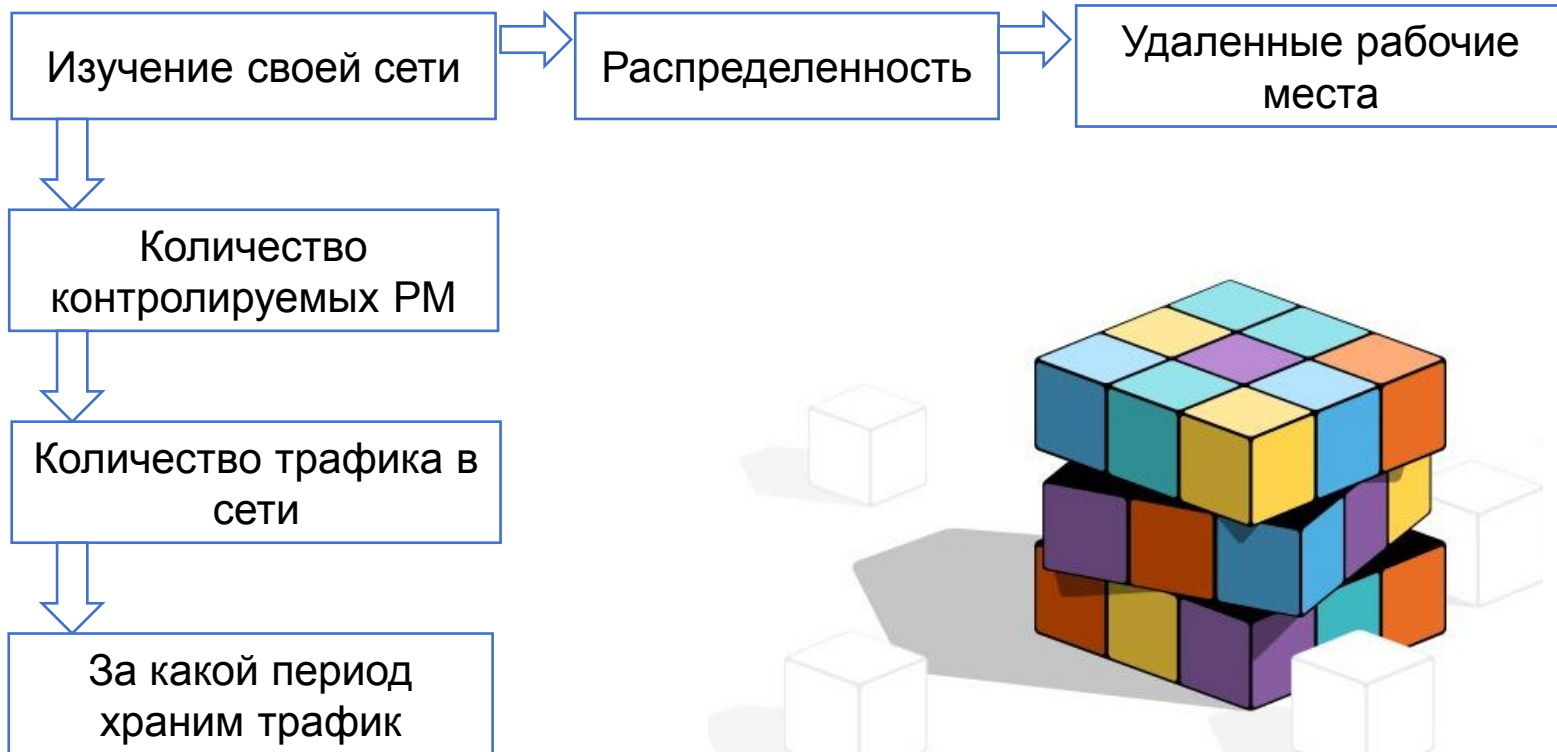 Изучение своей сети
Распределенность
Удаленные рабочие
места
Количество
контролируемых РМ
Количество трафика в
сети
За какой период
храним трафик